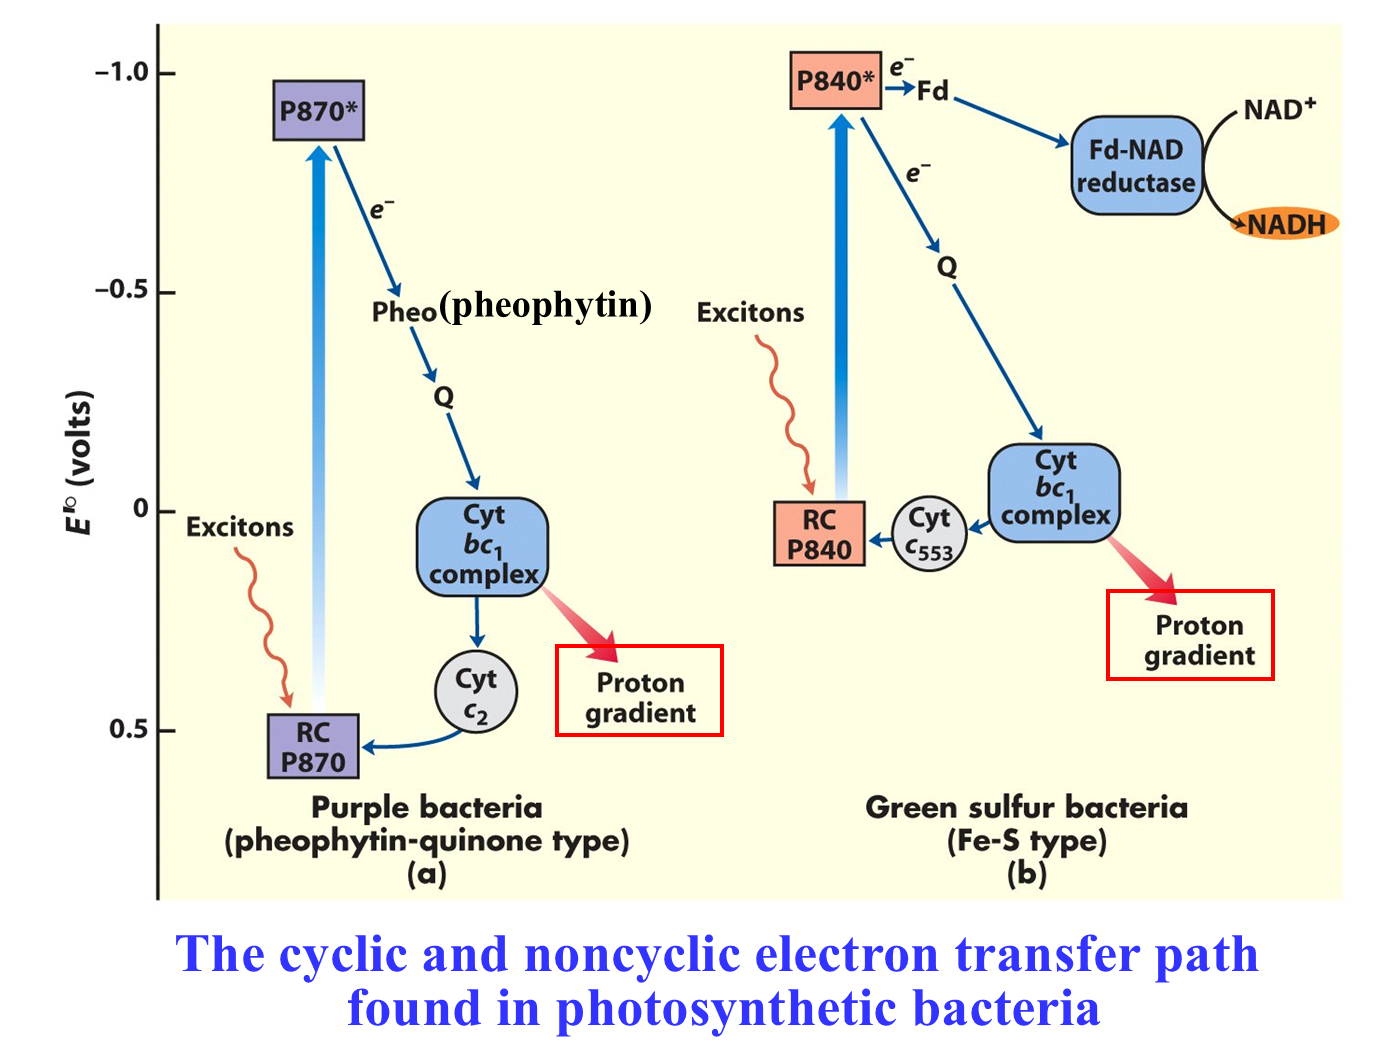 E′° (volts)
−1.0
−0.5
0
0.5
P870*
e−
Pheo(pheophytin)
Q
Excitons
Cyt
bc1
complex
Cyt
c2
Proton
gradient
RC
P870
Purple bacteria
(pheophytin-quinone type)
(a)
P840*
e−
Fd
Fd-NAD
reductase
NAD+
NADH
e−
Q
Excitons
Cyt
bc1
complex
Cyt
c553
RC
P840
Proton
gradient
Green sulfur bacteria
(Fe-S type)
(b)
The cyclic and noncyclic electron transfer path
found in photosynthetic bacteria